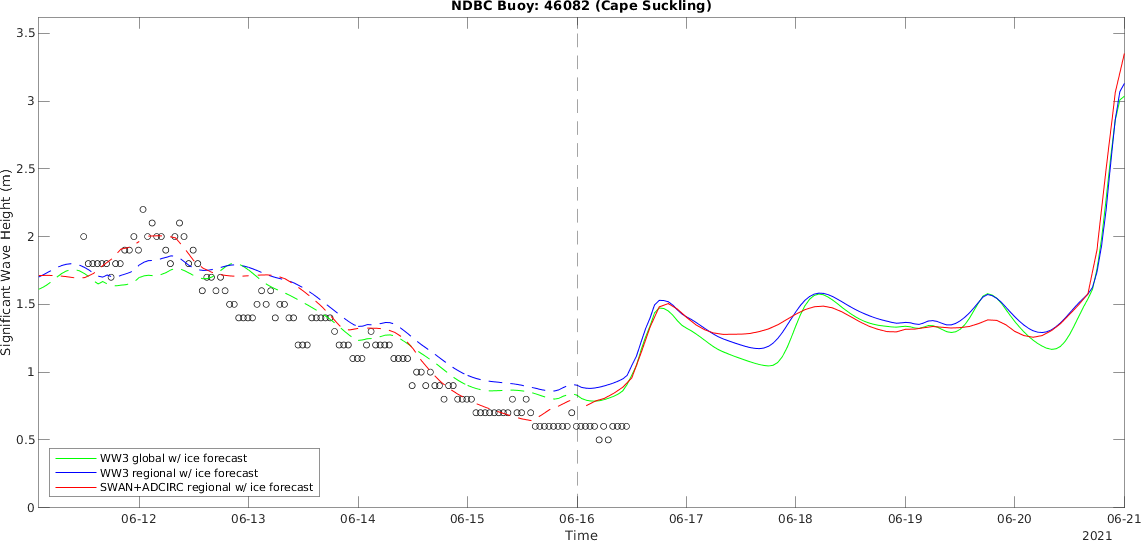 NDBC Buoy: 46082 (Cape Suckling)
3.5
3
2.5
2
1.5
1
0.5
0
Significant Wave Height (m)
WW3 global w/ ice forecast
WW3 regional w/ ice forecast
SWAN+ADCIRC regional w/ ice forecast
06-12 06-13 06-14 06-15 06-16 06-17 06-18 06-19 06-20 06-21
Time
2021